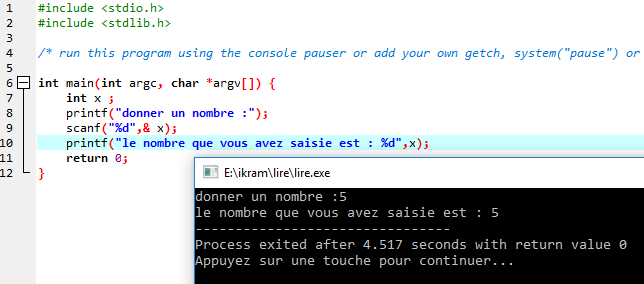 1 #include <stdio.h>
2 #include <stdlib.h>
3
4 /* run this program using the console pauser or add your own getch, system("pause") or
5
6 int main(int argc, char *argv[]) {
7 int x ;
8 printf("donner un nombre :");
9 scanf("%d",& x);
10 printf("le nombre que vous avez saisie est : %d",x);
11 return 0;
12 }
E:\ikram\lire\lire.exe
donner un nombre :5
le nombre que vous avez saisie est : 5
--------------------------------
Process exited after 4.517 seconds with return value 0
Appuyez sur une touche pour continuer...